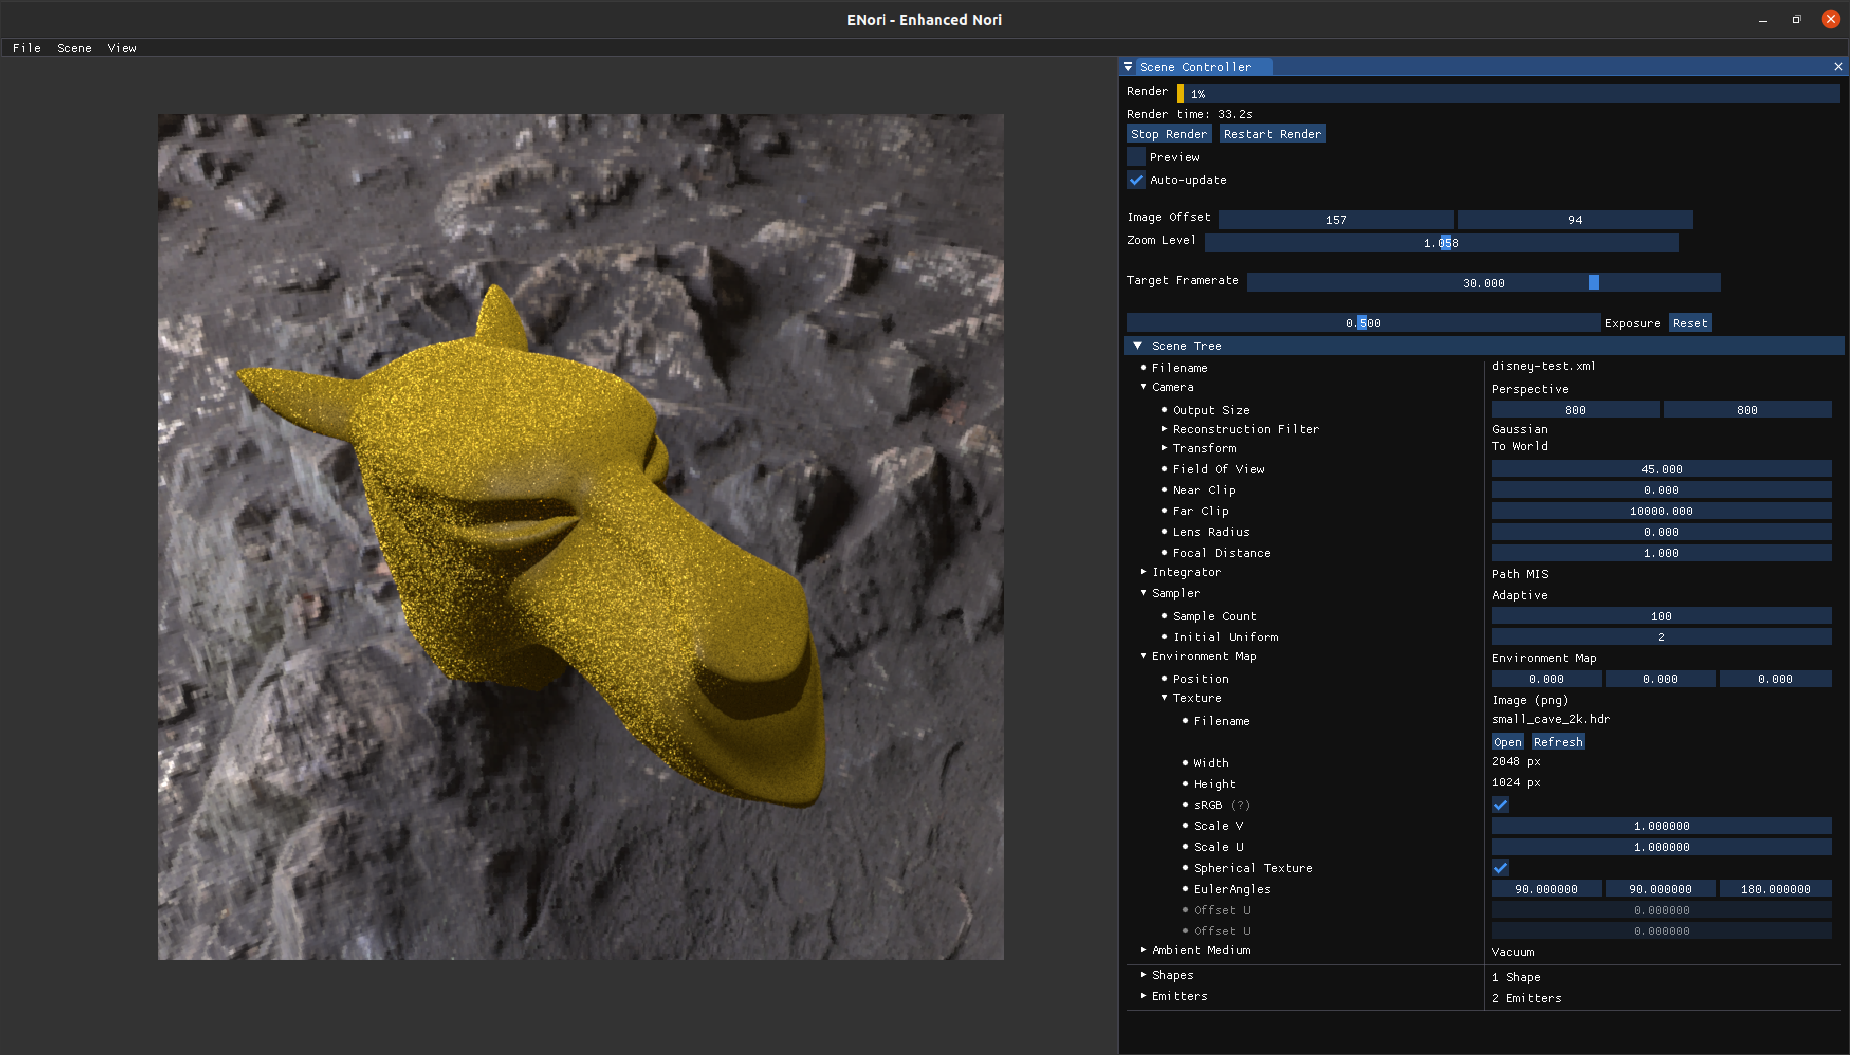 ENori - Enhanced Nori
File Scene View
Scene Controller
Render 1%
Render time: 33.2s
Stop Render Restart Render
Preview
Auto-update
Image Offset 157 94
Zoom Level 1.058
Target Framerate 30.000
0.500 Exposure Reset
Scene Tree
Filename disney-test.xml
Camera Perspective
Output Size 800 800
Reconstruction Filter Gaussian
Transform To World
Field Of View 45.000
Near Clip 0.000
Far Clip 10000.000
Lens Radius 0.000
Focal Distance 1.000
Integrator Path MIS
Sampler Adaptive
Sample Count 100
Initial Uniform 2
Environment Map Environment Map
Position 0.000 0.000 0.000
Texture Image (png)
Filename small_cave_2k.hdr
Open Refresh
Width 2048 px
Height 1024 px
sRGB (?)
Scale V 1.000000
Scale U 1.000000
Spherical Texture
EulerAngles 90.000000 90.000000 180.000000
Offset U 0.000000
Offset U 0.000000
Ambient Medium Vacuum
Shapes 1 Shape
Emitters 2 Emitters